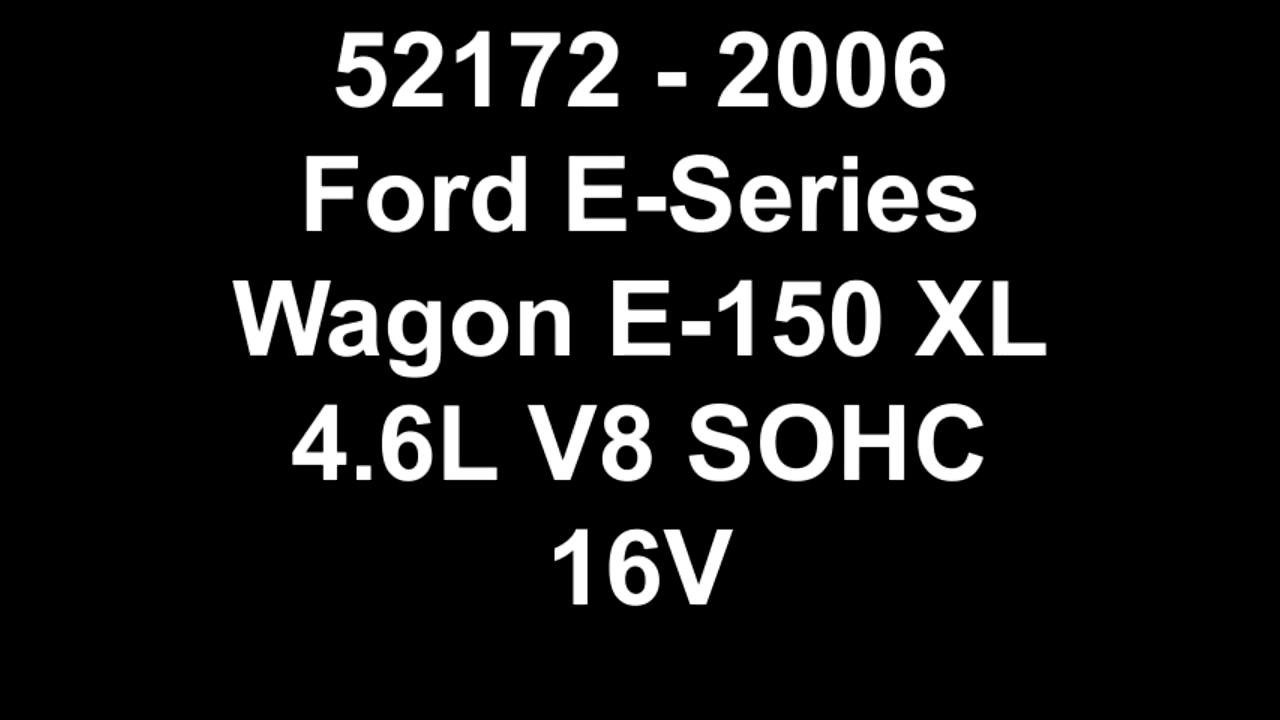 52172 - 2006
Ford E-Series
Wagon E-150 XL
4.6L V8 SOHC
16V